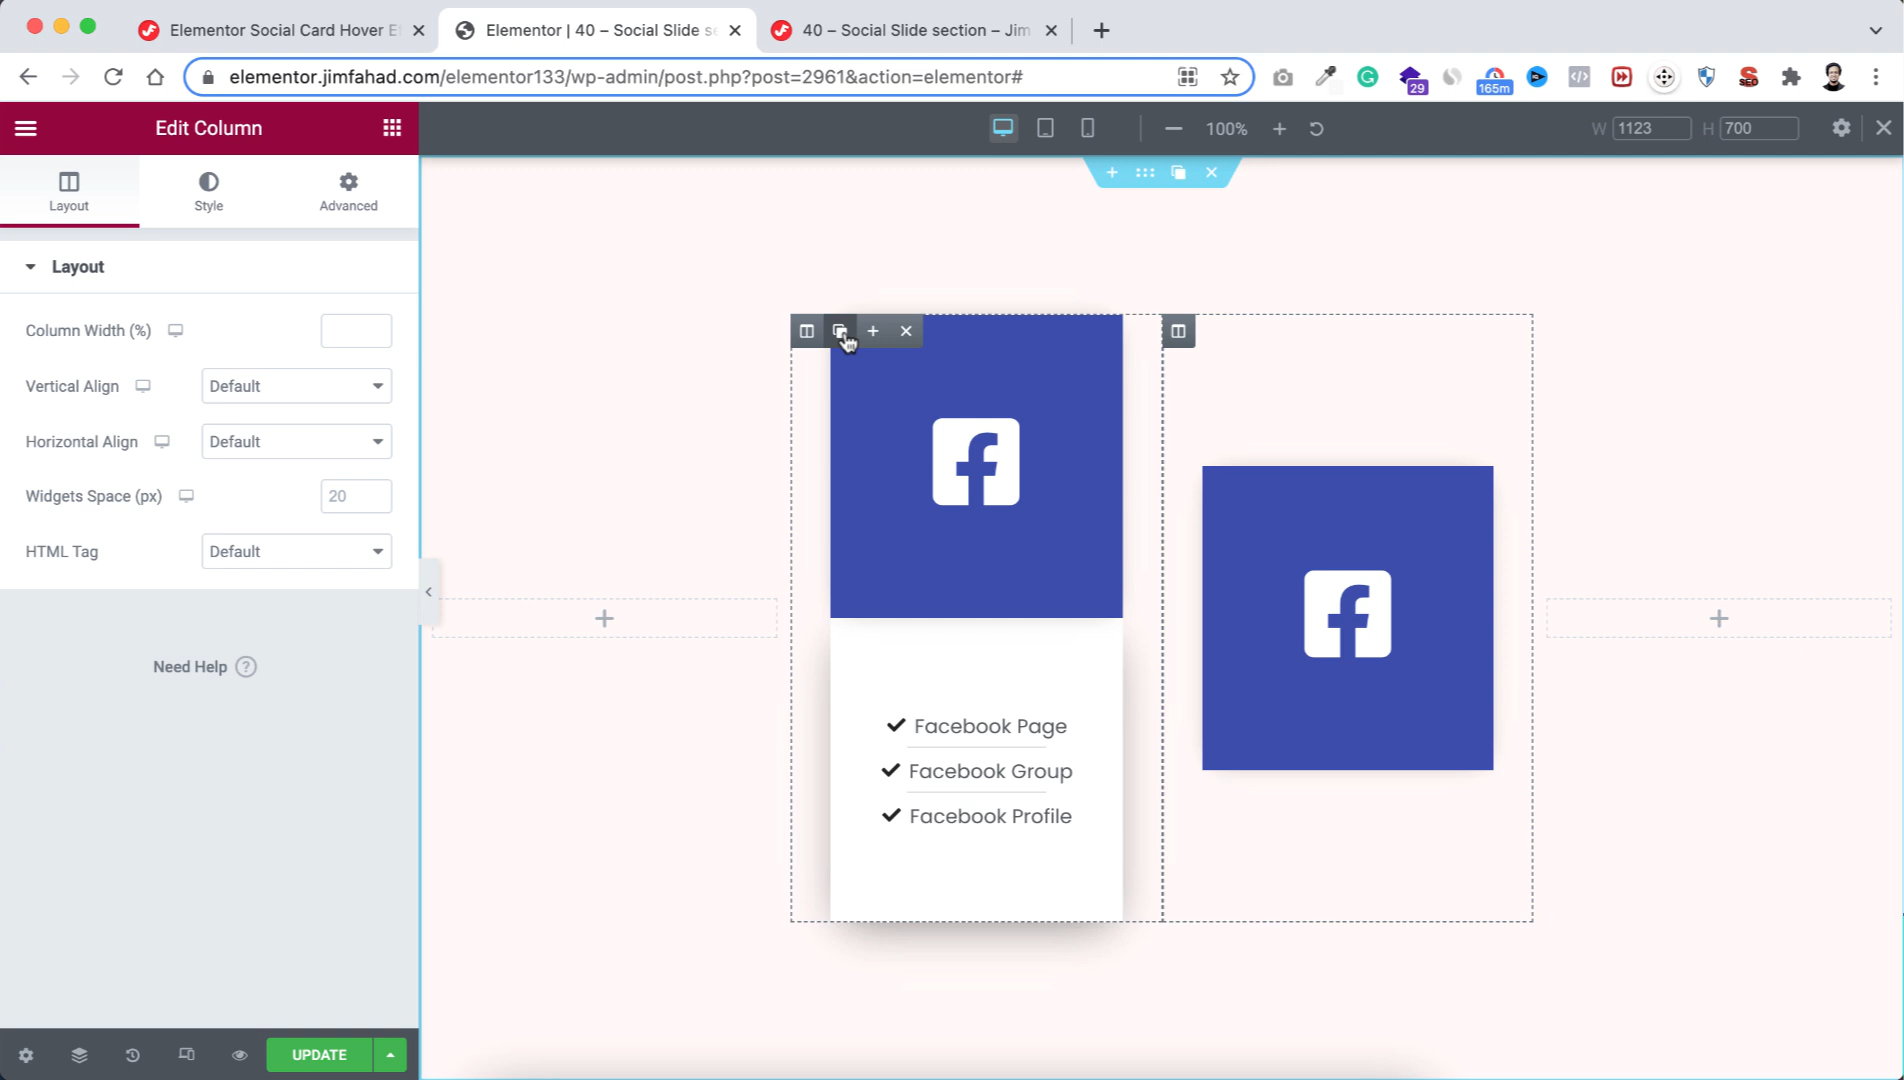 Elementor Social Card Hover E
Elementor | 40 – Social Slide se
40 – Social Slide section – Jim
elementor.jimfahad.com/elementor133/wp-admin/post.php?post=2961&action=elementor#
29
165m
SEO
Edit Column
100%
W 1123 H 700
Layout
Style
Advanced
Layout
Column Width (%)
Vertical Align
Default
Horizontal Align
Default
Widgets Space (px)
20
HTML Tag
Default
Need Help ?
Facebook Page
Facebook Group
Facebook Profile
UPDATE